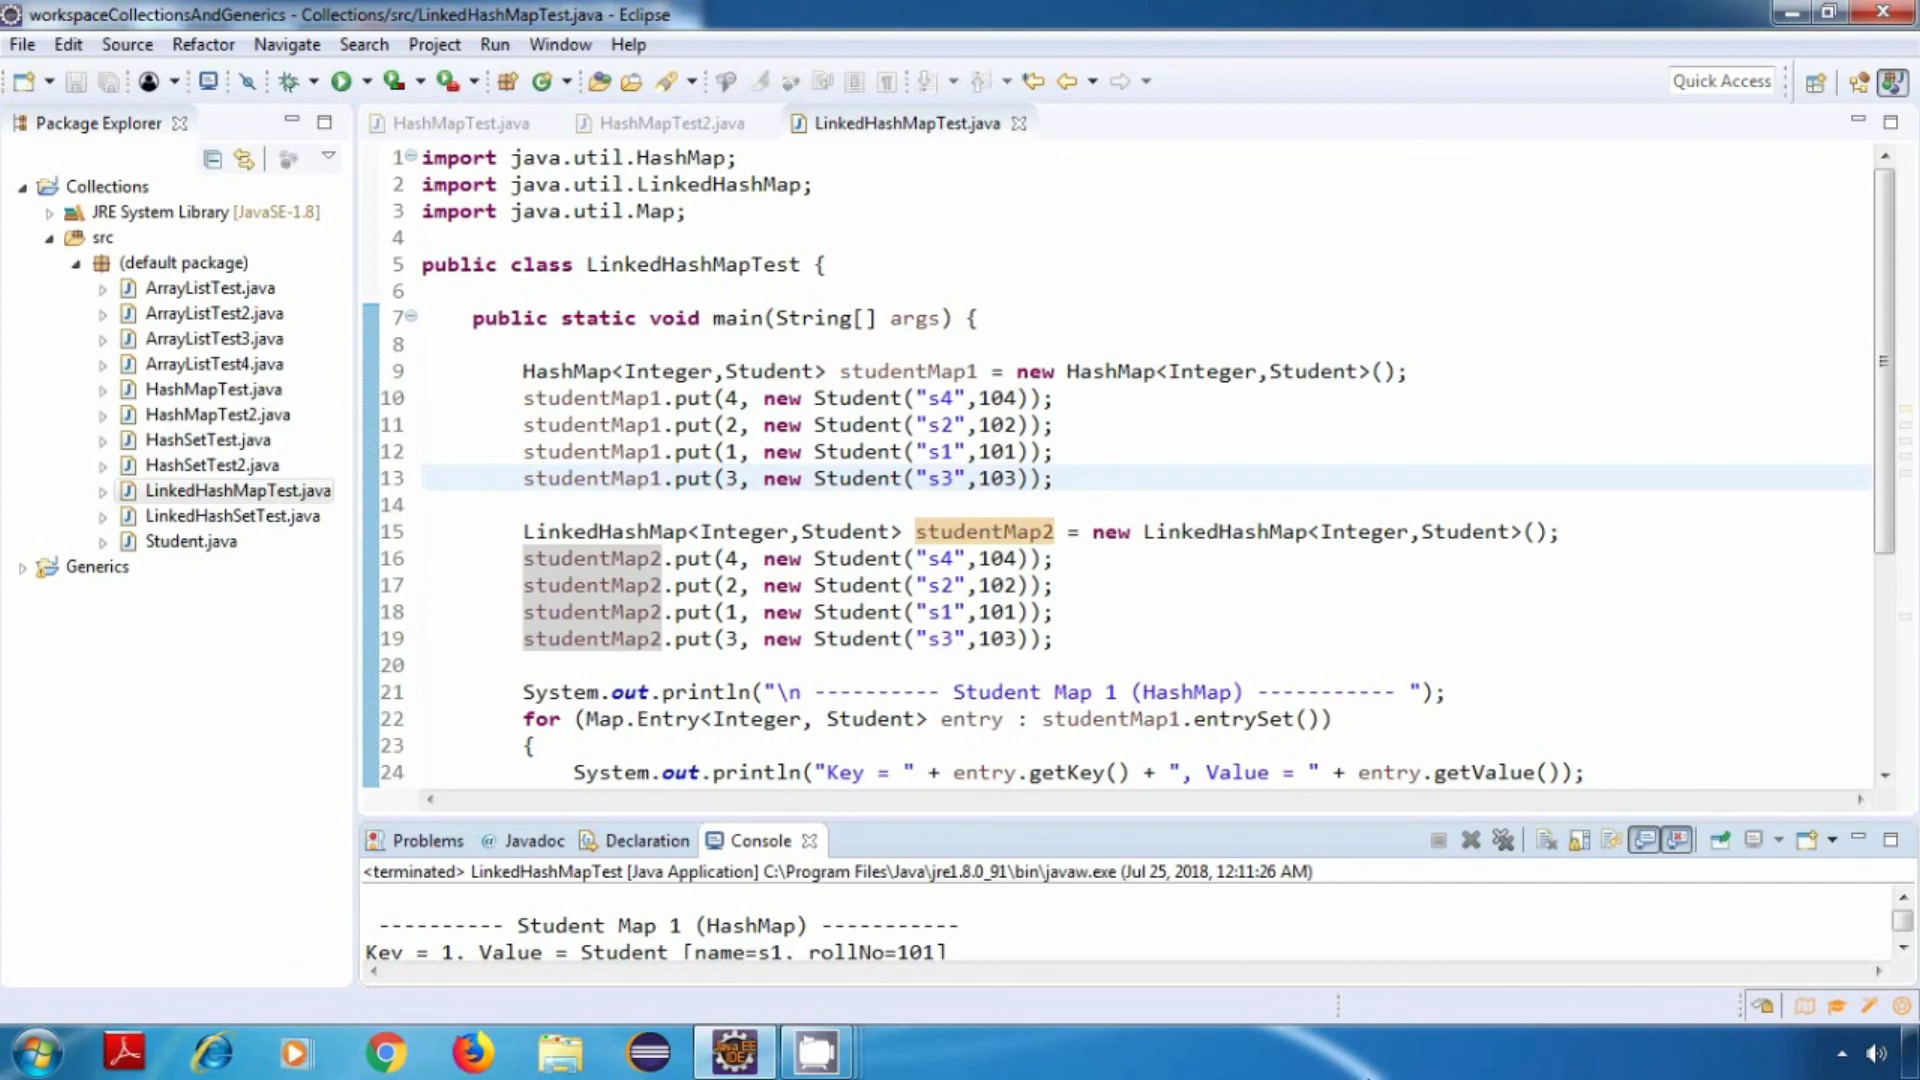 workspaceCollectionsAndGenerics - Collections/src/LinkedHashMapTest.java - Eclipse
File Edit Source Refactor Navigate Search Project Run Window Help
Quick Access
Package Explorer
HashMapTest.java HashMapTest2.java LinkedHashMapTest.java
Collections
JRE System Library [JavaSE-1.8]
src
(default package)
ArrayListTest.java
ArrayListTest2.java
ArrayListTest3.java
ArrayListTest4.java
HashMapTest.java
HashMapTest2.java
HashSetTest.java
HashSetTest2.java
LinkedHashMapTest.java
LinkedHashSetTest.java
Student.java
Generics
1 import java.util.HashMap;
2 import java.util.LinkedHashMap;
3 import java.util.Map;
4
5 public class LinkedHashMapTest {
6
7 public static void main(String[] args) {
8
9 HashMap<Integer,Student> studentMap1 = new HashMap<Integer,Student>();
10 studentMap1.put(4, new Student("s4",104));
11 studentMap1.put(2, new Student("s2",102));
12 studentMap1.put(1, new Student("s1",101));
13 studentMap1.put(3, new Student("s3",103));
14
15 LinkedHashMap<Integer,Student> studentMap2 = new LinkedHashMap<Integer,Student>();
16 studentMap2.put(4, new Student("s4",104));
17 studentMap2.put(2, new Student("s2",102));
18 studentMap2.put(1, new Student("s1",101));
19 studentMap2.put(3, new Student("s3",103));
20
21 System.out.println("\n ---------- Student Map 1 (HashMap) ----------- ");
22 for (Map.Entry<Integer, Student> entry : studentMap1.entrySet())
23 {
24 System.out.println("Key = " + entry.getKey() + ", Value = " + entry.getValue());
Problems @ Javadoc Declaration Console
<terminated> LinkedHashMapTest [Java Application] C:\Program Files\Java\jre1.8.0_91\bin\javaw.exe (Jul 25, 2018, 12:11:26 AM)
---------- Student Map 1 (HashMap) -----------
Key = 1, Value = Student [name=s1, rollNo=101]
Java EE
IDE